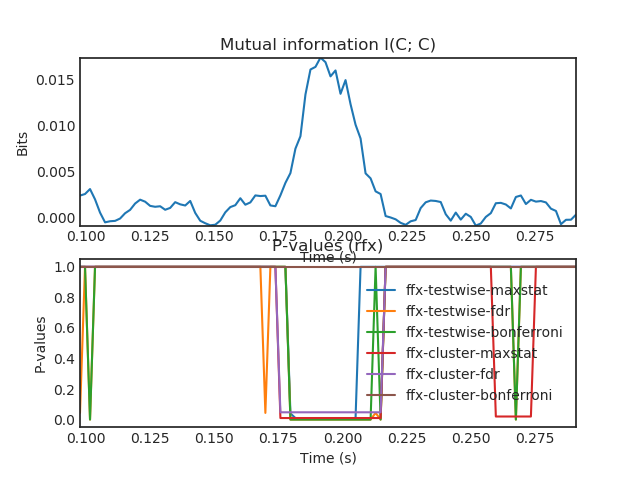 Mutual information I(C; C)
Bits
0.015
0.010
0.005
0.000
0.100 0.125 0.150 0.175 0.200 0.225 0.250 0.275
Time (s)
P-values (rfx)
P-values
1.0
0.8
0.6
0.4
0.2
0.0
ffx-testwise-maxstat
ffx-testwise-fdr
ffx-testwise-bonferroni
ffx-cluster-maxstat
ffx-cluster-fdr
ffx-cluster-bonferroni
0.100 0.125 0.150 0.175 0.200 0.225 0.250 0.275
Time (s)